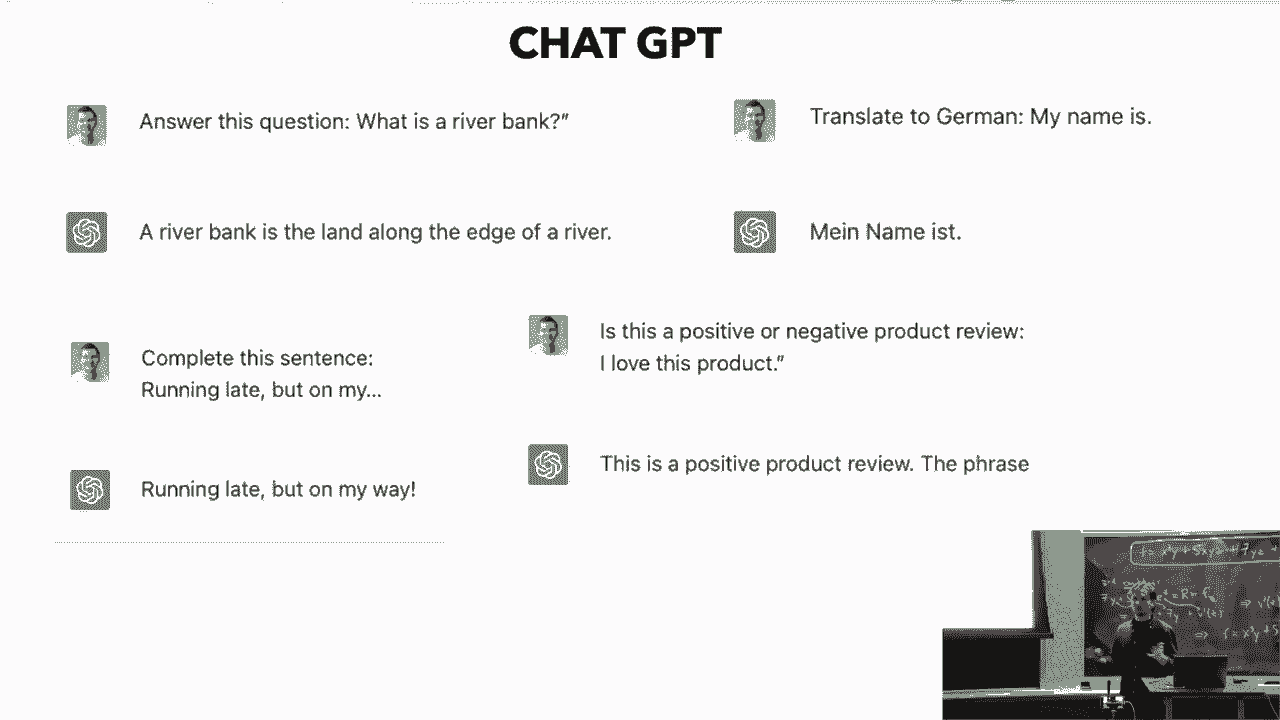 CHAT GPT
Answer this question: What is a river bank?”
Translate to German: My name is.
A river bank is the land along the edge of a river.
Mein Name ist.
Complete this sentence:
Running late, but on my...
Is this a positive or negative product review:
I love this product.”
This is a positive product review. The phrase
Running late, but on my way!